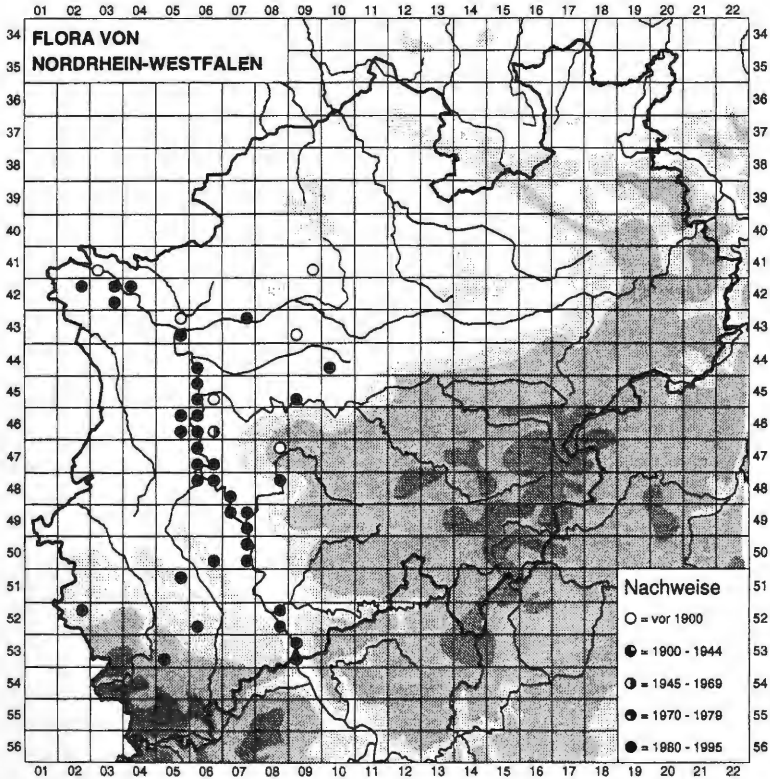 01 02 03 04 05 06 07 08 09 10 11 12 13 14 15 16 17 18 19 20 21 22
FLORA VON
NORDRHEIN-WESTFALEN
34 34
35 35
36 36
37 37
38 38
39 39
40 40
41 41
42 42
43 43
44 44
45 45
46 46
47 47
48 48
49 49
50 50
51 51
52 52
53 53
54 54
55 55
56 56
Nachweise
= vor 1900
= 1900 - 1944
= 1945 - 1969
= 1970 - 1979
= 1980 - 1995
01 02 03 04 05 06 07 08 09 10 11 12 13 14 15 16 17 18 19 20 21 22